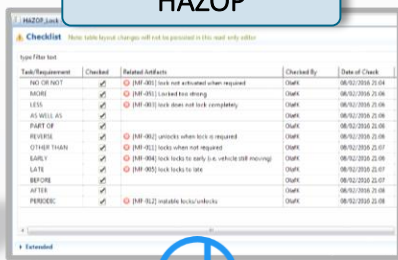 HAZOP
HAZOP_Lock
Checklist Note: table layout changes will not be persisted in this read only editor
type filter text
Task/Requirement Checked Related Artifacts Checked By Date of Check
NO OR NOT [MF-001] lock not activated when required OlafK 08/02/2016 21:04
MORE [MF-051] Locked too strong OlafK 08/02/2016 21:06
LESS [MF-003] lock does not lock completely OlafK 08/02/2016 21:06
AS WELL AS OlafK 08/02/2016 21:06
PART OF OlafK 08/02/2016 21:06
REVERSE [MF-002] unlocks when lock is required OlafK 08/02/2016 21:06
OTHER THAN [MF-011] locks when not required OlafK 08/02/2016 21:07
EARLY [MF-004] lock locks to early (i.e. vehicle still moving) OlafK 08/02/2016 21:06
LATE [MF-005] lock locks to late OlafK 08/02/2016 21:07
BEFORE OlafK 08/02/2016 21:07
AFTER OlafK 08/02/2016 21:08
PERIODIC [MF-012] instable locks/unlocks OlafK 08/02/2016 21:08
Extended